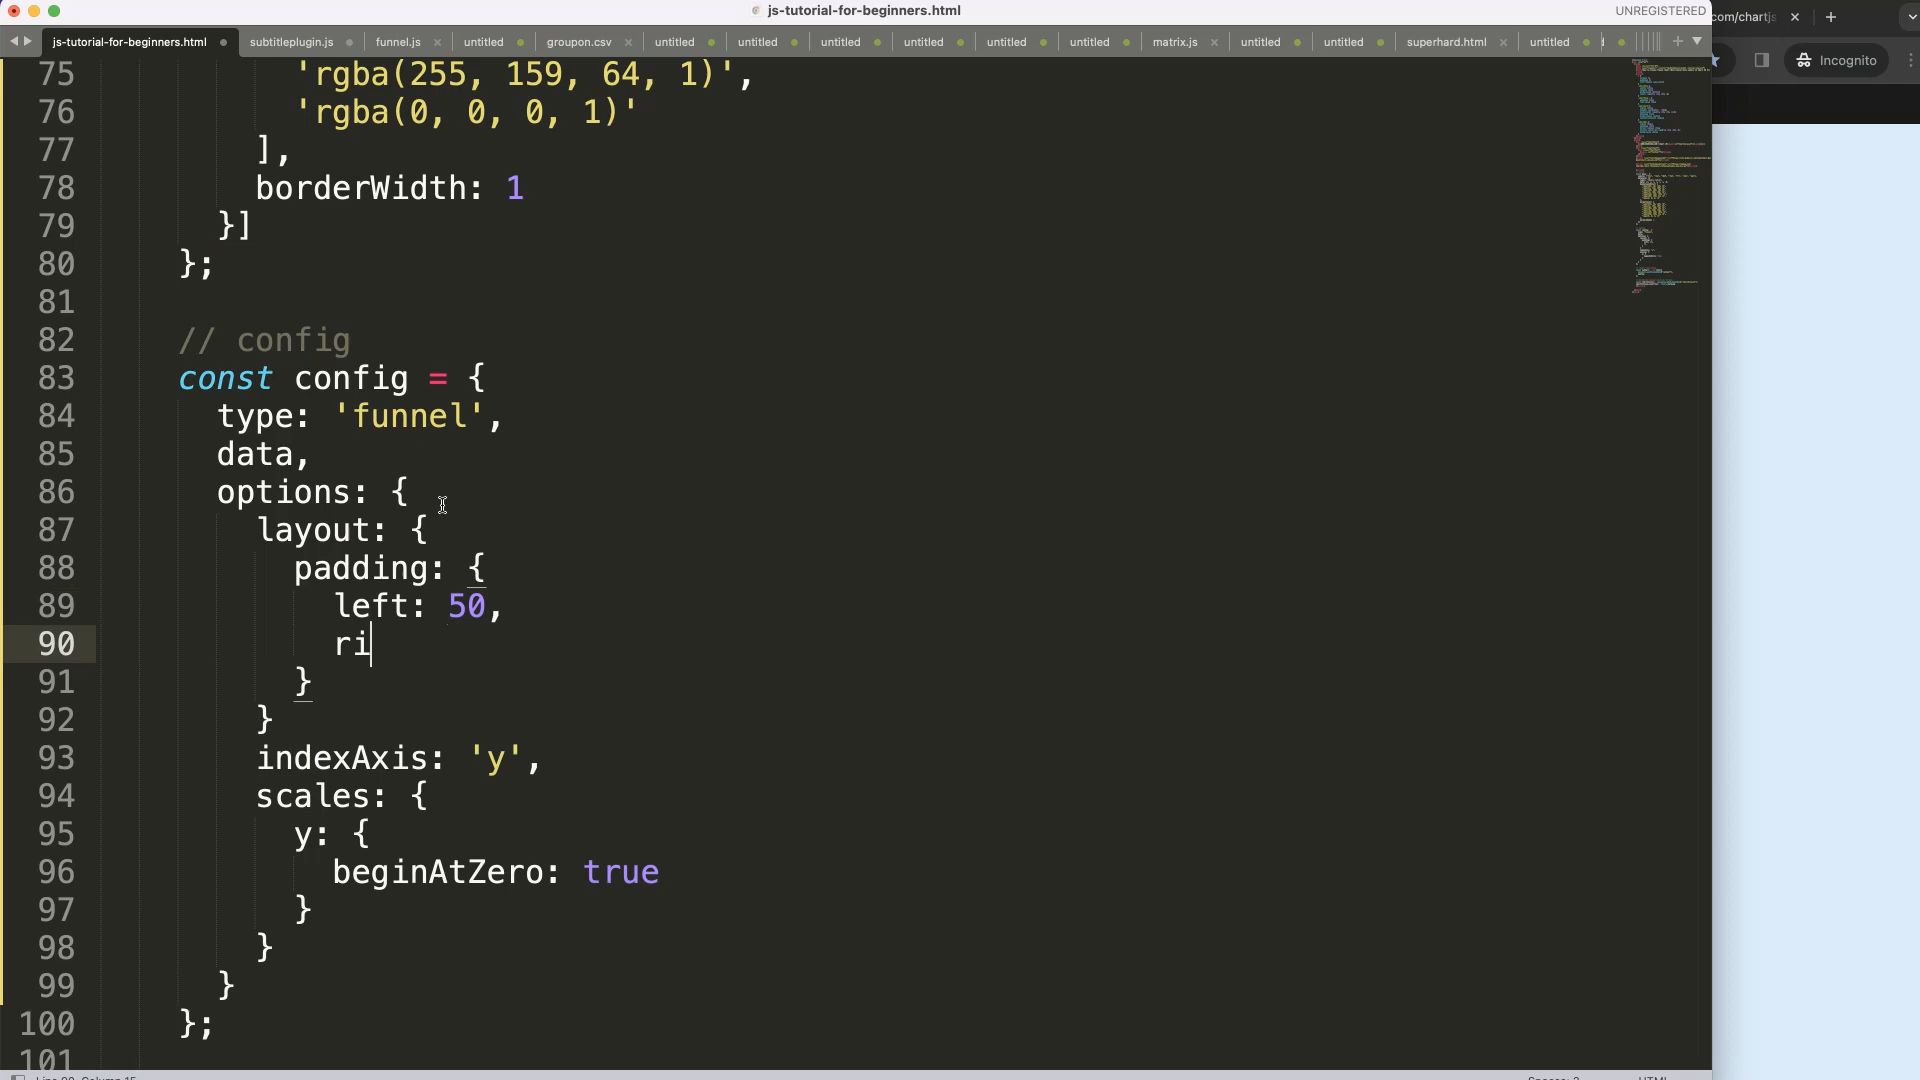 js-tutorial-for-beginners.html
UNREGISTERED
com/chartjs
js-tutorial-for-beginners.html subtitleplugin.js funnel.js untitled groupon.csv untitled untitled untitled untitled untitled untitled matrix.js untitled untitled superhard.html untitled
Incognito
75 'rgba(255, 159, 64, 1)',
76 'rgba(0, 0, 0, 1)'
77 ],
78 borderWidth: 1
79 }]
80 };
81
82 // config
83 const config = {
84 type: 'funnel',
85 data,
86 options: {
87 layout: {
88 padding: {
89 left: 50,
90 ri
91 }
92 }
93 indexAxis: 'y',
94 scales: {
95 y: {
96 beginAtZero: true
97 }
98 }
99 }
100 };
101